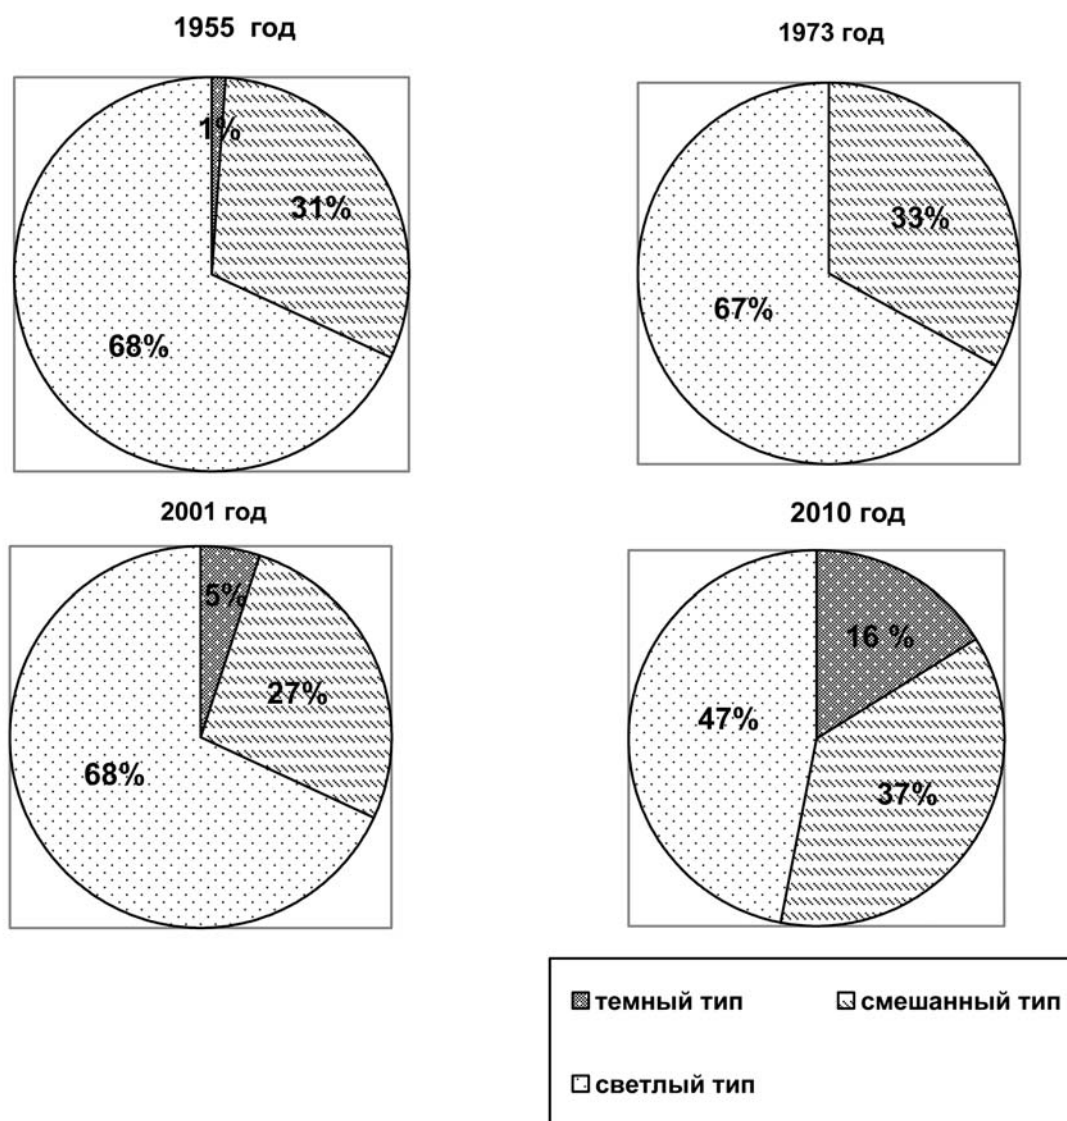 1955 год
1%
31%
68%
1973 год
33%
67%
2001 год
5%
27%
68%
2010 год
16 %
47%
37%
темный тип
смешанный тип
светлый тип